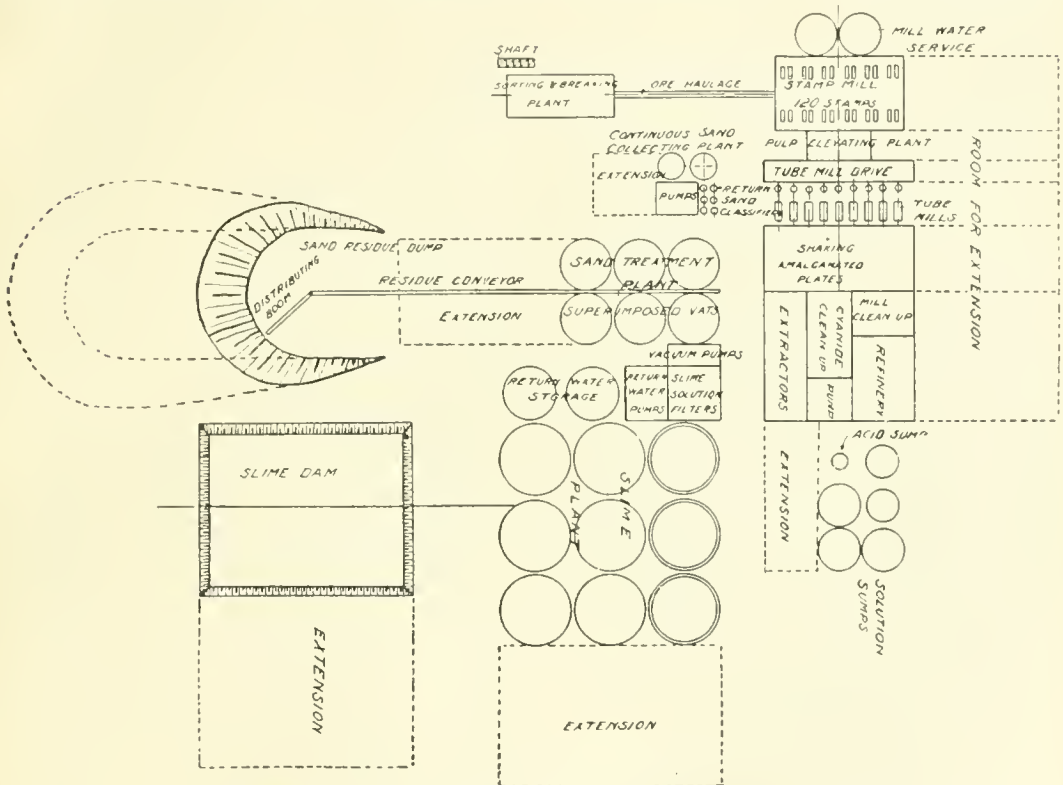 MILL WATER
SERVICE
SHAFT
SORTING & BREAKING
PLANT
ORE HAULAGE
STAMP MILL
120 STAMPS
CONTINUOUS SAND
COLLECTING PLANT
PULP ELEVATING PLANT
ROOM FOR EXTENSION
EXTENSION
TUBE MILL DRIVE
PUMPS
RETURN
SAND
CLASSIFIER
TUBE
MILLS
SAND RESIDUE DUMP
DISTRIBUTING
BOOM
RESIDUE CONVEYOR
SAND TREATMENT
PLANT
SHAKING
AMALGAMATED
PLATES
EXTENSION
SUPERIMPOSED VATS
EXTRACTORS
CYANIDE
CLEAN UP
MILL
CLEAN UP
VACUUM PUMPS
RETURN WATER
STORAGE
RETURN
WATER
PUMPS
SLIME
SOLUTION
FILTERS
PUMP
REFINERY
ACID SUMP
SLIME DAM
SLIME
PLANT
EXTENSION
SOLUTION
SUMPS
EXTENSION
EXTENSION